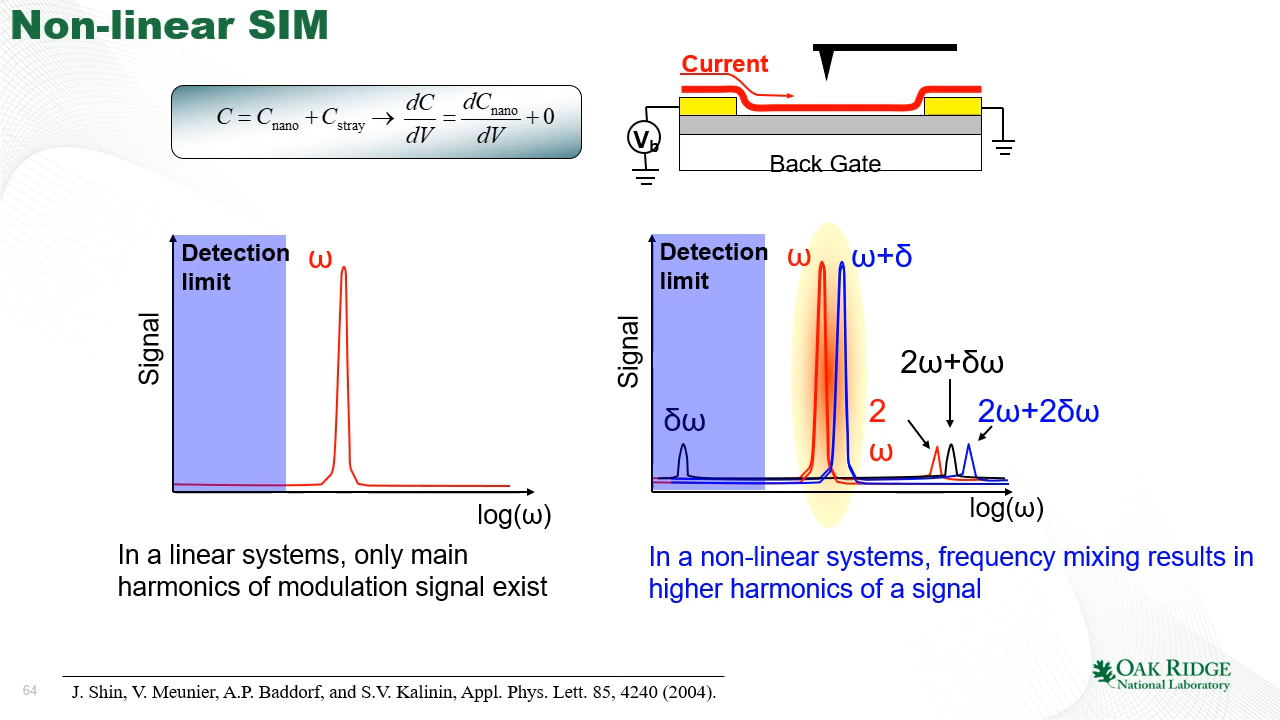 Non-linear SIM
C = C_nano + C_stray → dC/dV = dC_nano/dV + 0
Current
V_b
Back Gate
Detection
limit
ω
Signal
log(ω)
In a linear systems, only main
harmonics of modulation signal exist
Detection
limit
ω
ω+δ
Signal
δω
2ω+δω
2
ω
2ω+2δω
log(ω)
In a non-linear systems, frequency mixing results in
higher harmonics of a signal
64
J. Shin, V. Meunier, A.P. Baddorf, and S.V. Kalinin, Appl. Phys. Lett. 85, 4240 (2004).
OAK RIDGE
National Laboratory